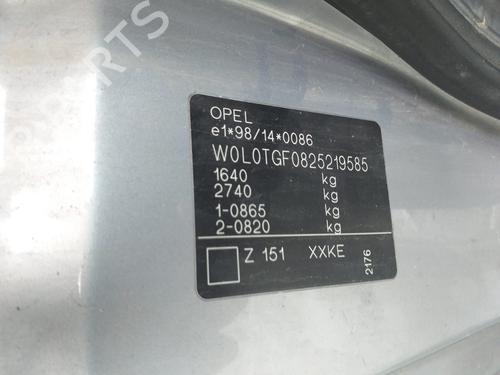 PARTS
OPEL
e1*98/14*0086
W0L0TGF0825219585
1640 kg
2740 kg
1-0865 kg
2-0820 kg
Z 151 XXKE
2176